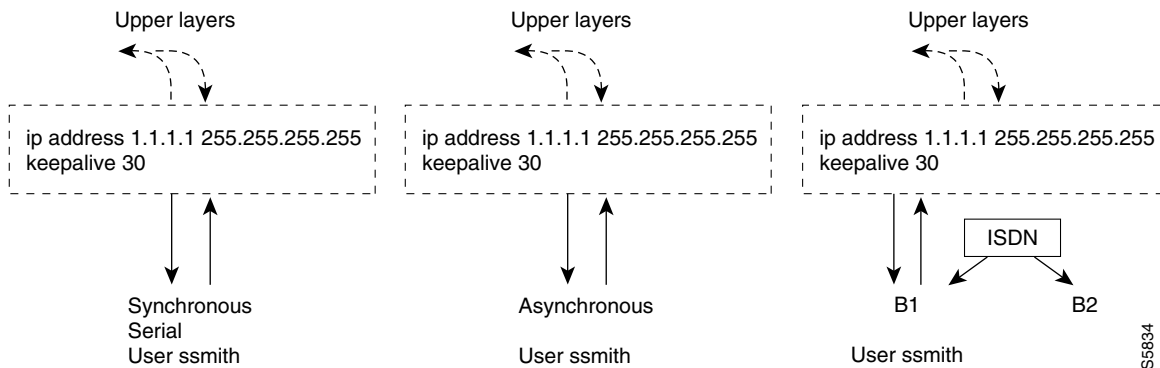 Upper layers
ip address 1.1.1.1 255.255.255.255
keepalive 30
Synchronous
Serial
User ssmith
Upper layers
ip address 1.1.1.1 255.255.255.255
keepalive 30
Asynchronous
User ssmith
Upper layers
ip address 1.1.1.1 255.255.255.255
keepalive 30
ISDN
B1
B2
User ssmith
S5834